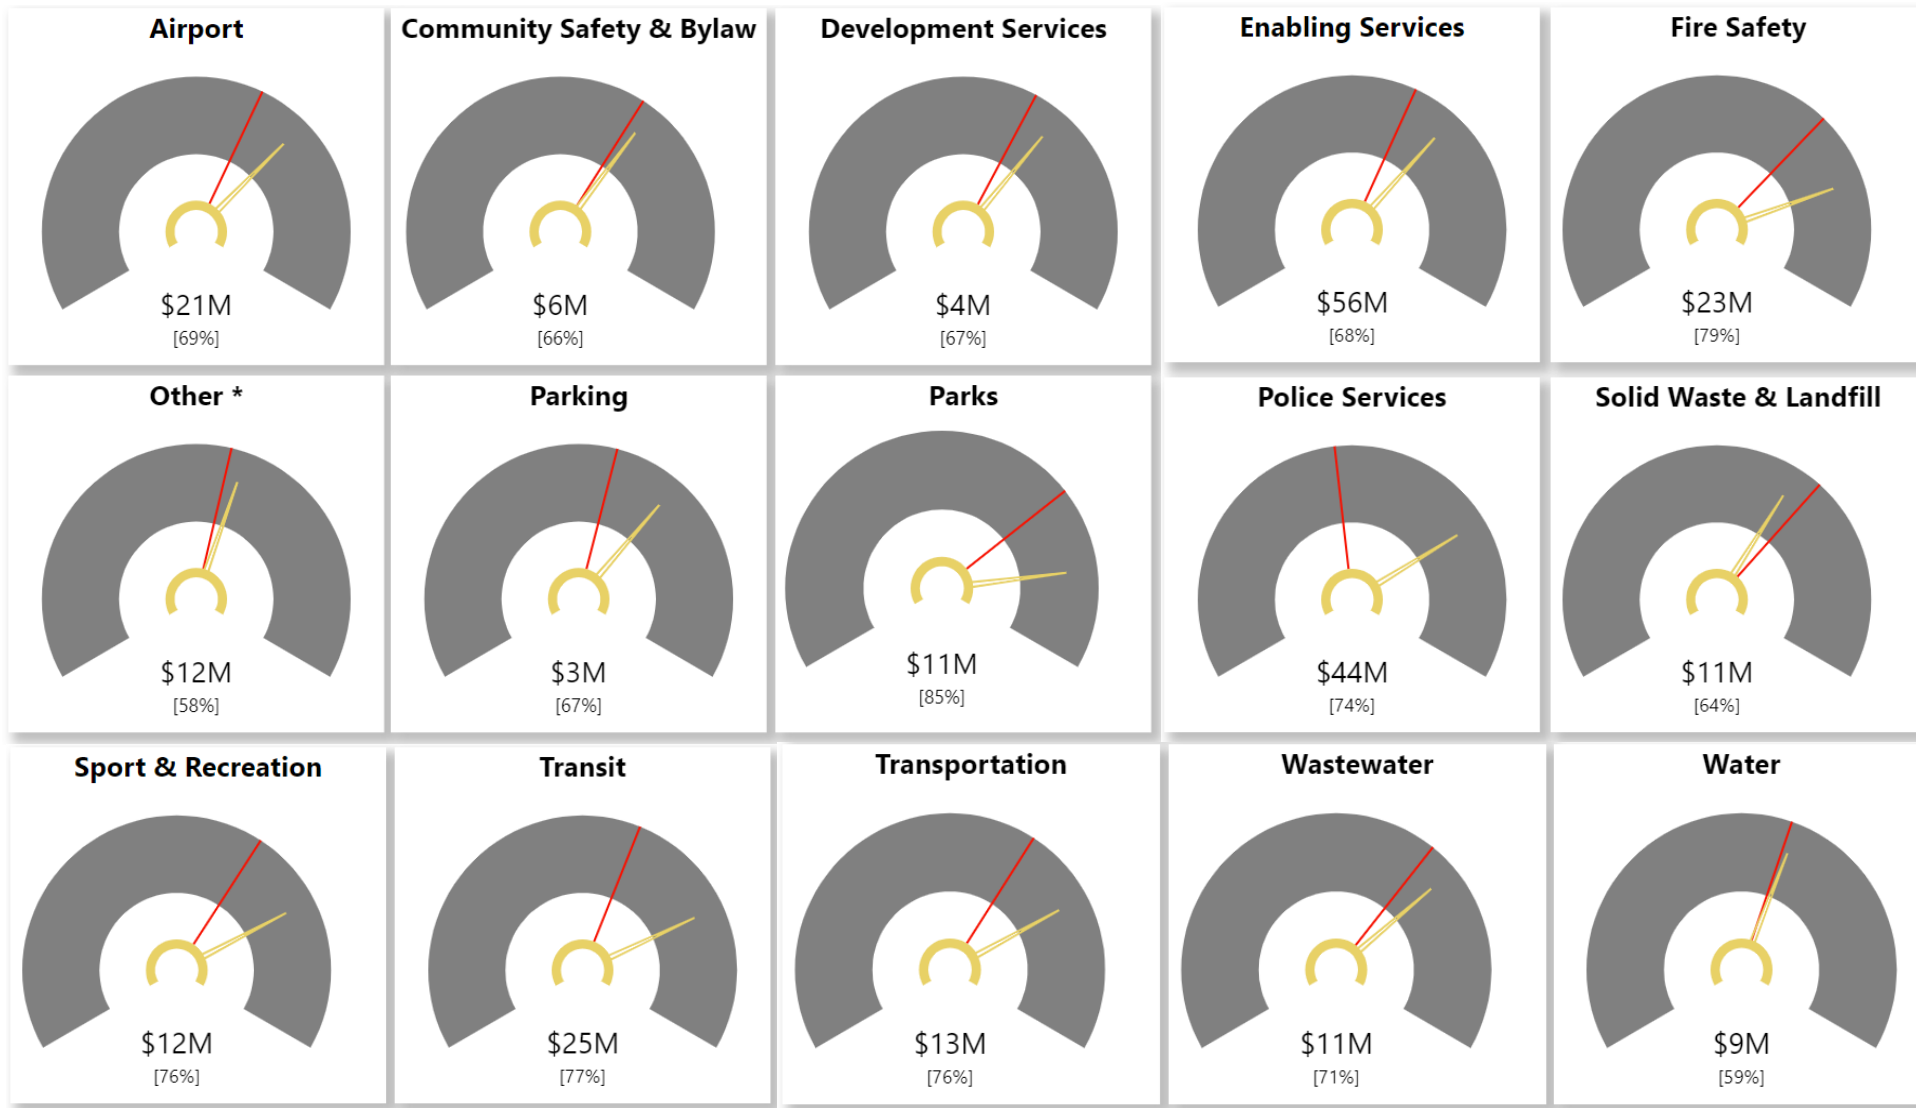 Airport
$21M
[69%]
Community Safety & Bylaw
$6M
[66%]
Development Services
$4M
[67%]
Enabling Services
$56M
[68%]
Fire Safety
$23M
[79%]
Other *
$12M
[58%]
Parking
$3M
[67%]
Parks
$11M
[85%]
Police Services
$44M
[74%]
Solid Waste & Landfill
$11M
[64%]
Sport & Recreation
$12M
[76%]
Transit
$25M
[77%]
Transportation
$13M
[76%]
Wastewater
$11M
[71%]
Water
$9M
[59%]